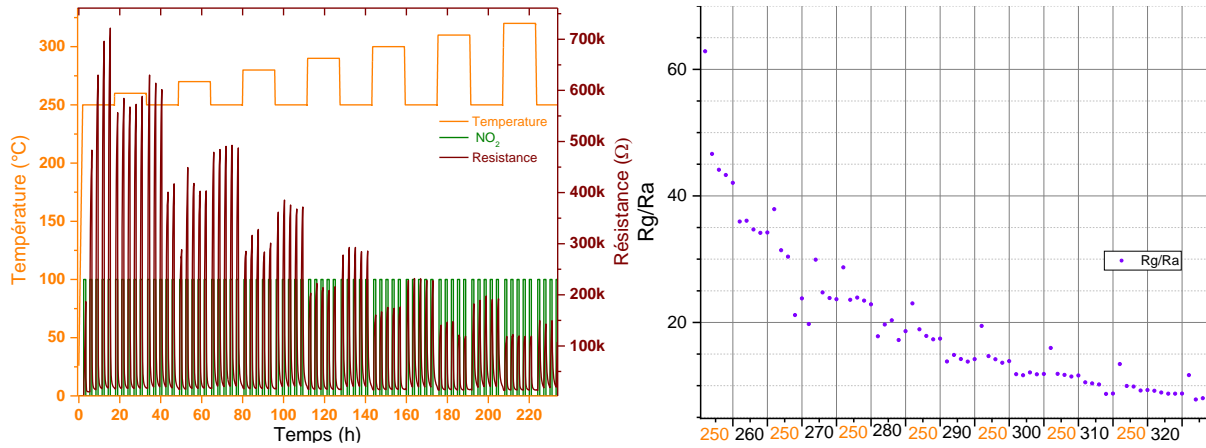 Température (°C)
300
250
200
150
100
50
0
0 20 40 60 80 100 120 140 160 180 200 220
Temps (h)
700k
600k
500k
400k
300k
200k
100k
Résistance (Ω)
Temperature
NO2
Resistance
Rg/Ra
60
40
20
250 260 250 270 250 280 250 290 250 300 250 310 250 320
Rg/Ra